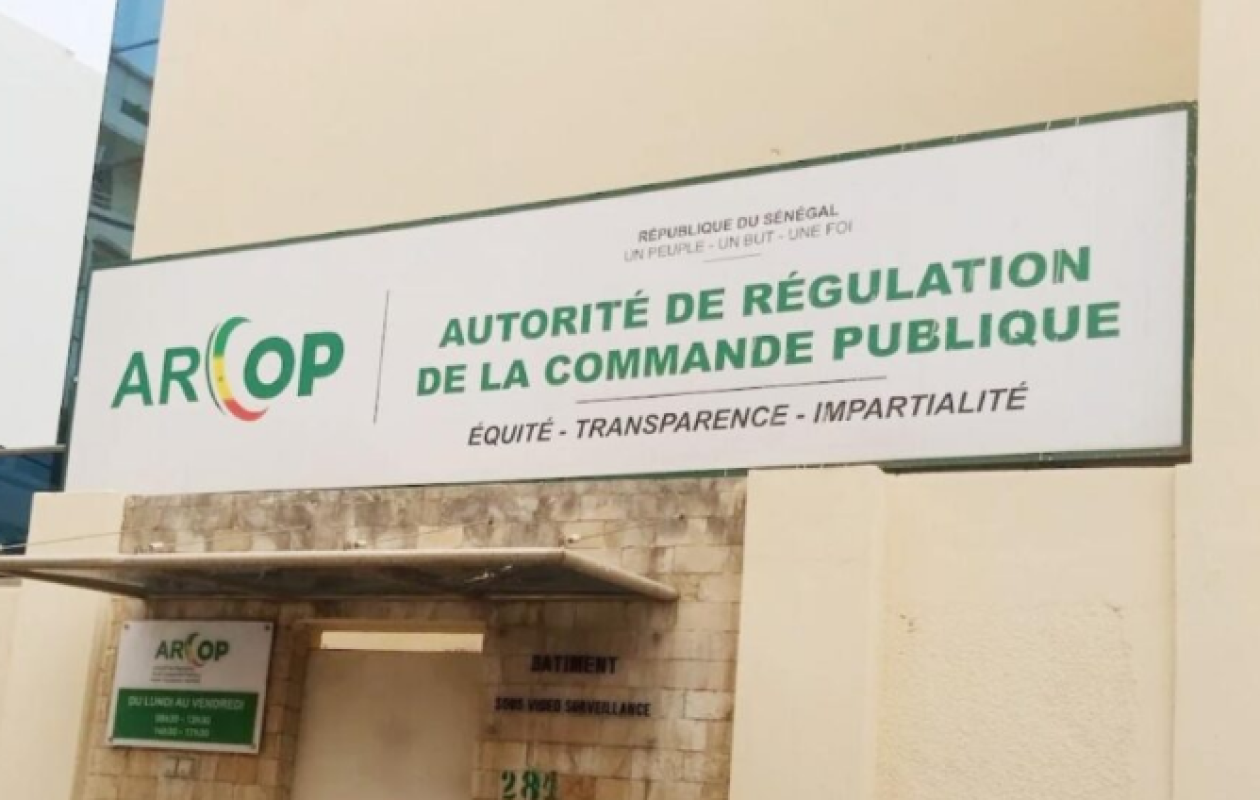 RÉPUBLIQUE DU SÉNÉGAL
UN PEUPLE - UN BUT - UNE FOI
ARCOP
AUTORITÉ DE RÉGULATION
DE LA COMMANDE PUBLIQUE
ÉQUITÉ - TRANSPARENCE - IMPARTIALITÉ
ARCOP
DU LUNDI AU VENDREDI
BATIMENT
SOUS VIDEO SURVEILLANCE